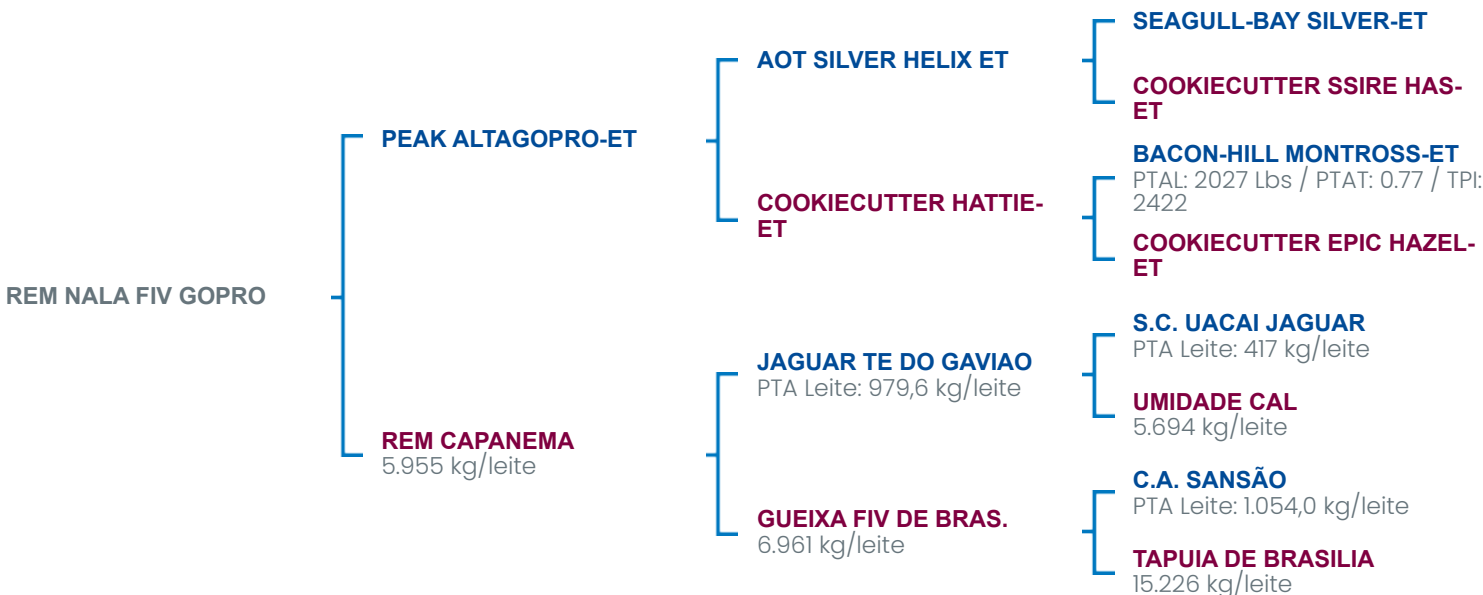 SEAGULL-BAY SILVER-ET
AOT SILVER HELIX ET
COOKIECUTTER SSIRE HAS-
ET
PEAK ALTAGOPRO-ET
BACON-HILL MONTROSS-ET
PTAL: 2027 Lbs / PTAT: 0.77 / TPI:
2422
COOKIECUTTER HATTIE-
ET
COOKIECUTTER EPIC HAZEL-
ET
REM NALA FIV GOPRO
S.C. UACAI JAGUAR
PTA Leite: 417 kg/leite
JAGUAR TE DO GAVIAO
PTA Leite: 979,6 kg/leite
UMIDADE CAL
5.694 kg/leite
REM CAPANEMA
5.955 kg/leite
C.A. SANSÃO
PTA Leite: 1.054,0 kg/leite
GUEIXA FIV DE BRAS.
6.961 kg/leite
TAPUIA DE BRASILIA
15.226 kg/leite